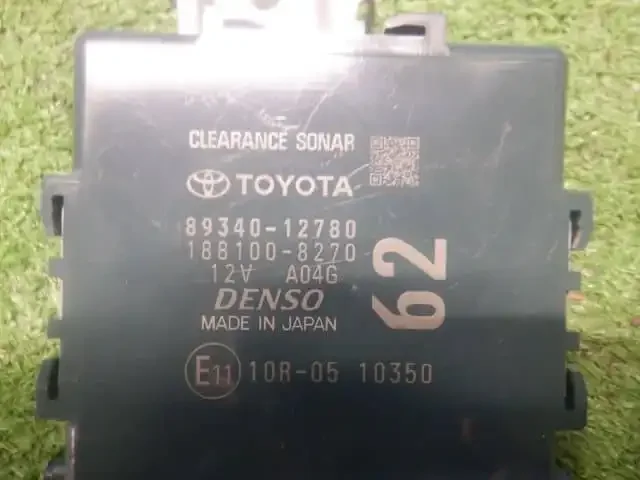 CLEARANCE SONAR
TOYOTA
89340-12780
188100-8270
12V A04G
DENSO
MADE IN JAPAN
62
E11 10R-05 10350